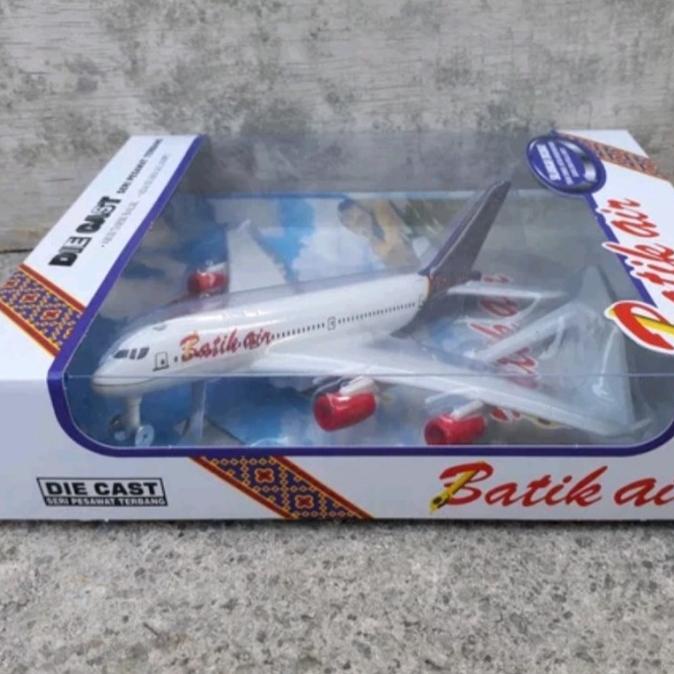 DIE CAST
SERI PESAWAT TERBANG
Batik air
Batik air
DIE CAST
SERI PESAWAT TERBANG
Batik ai